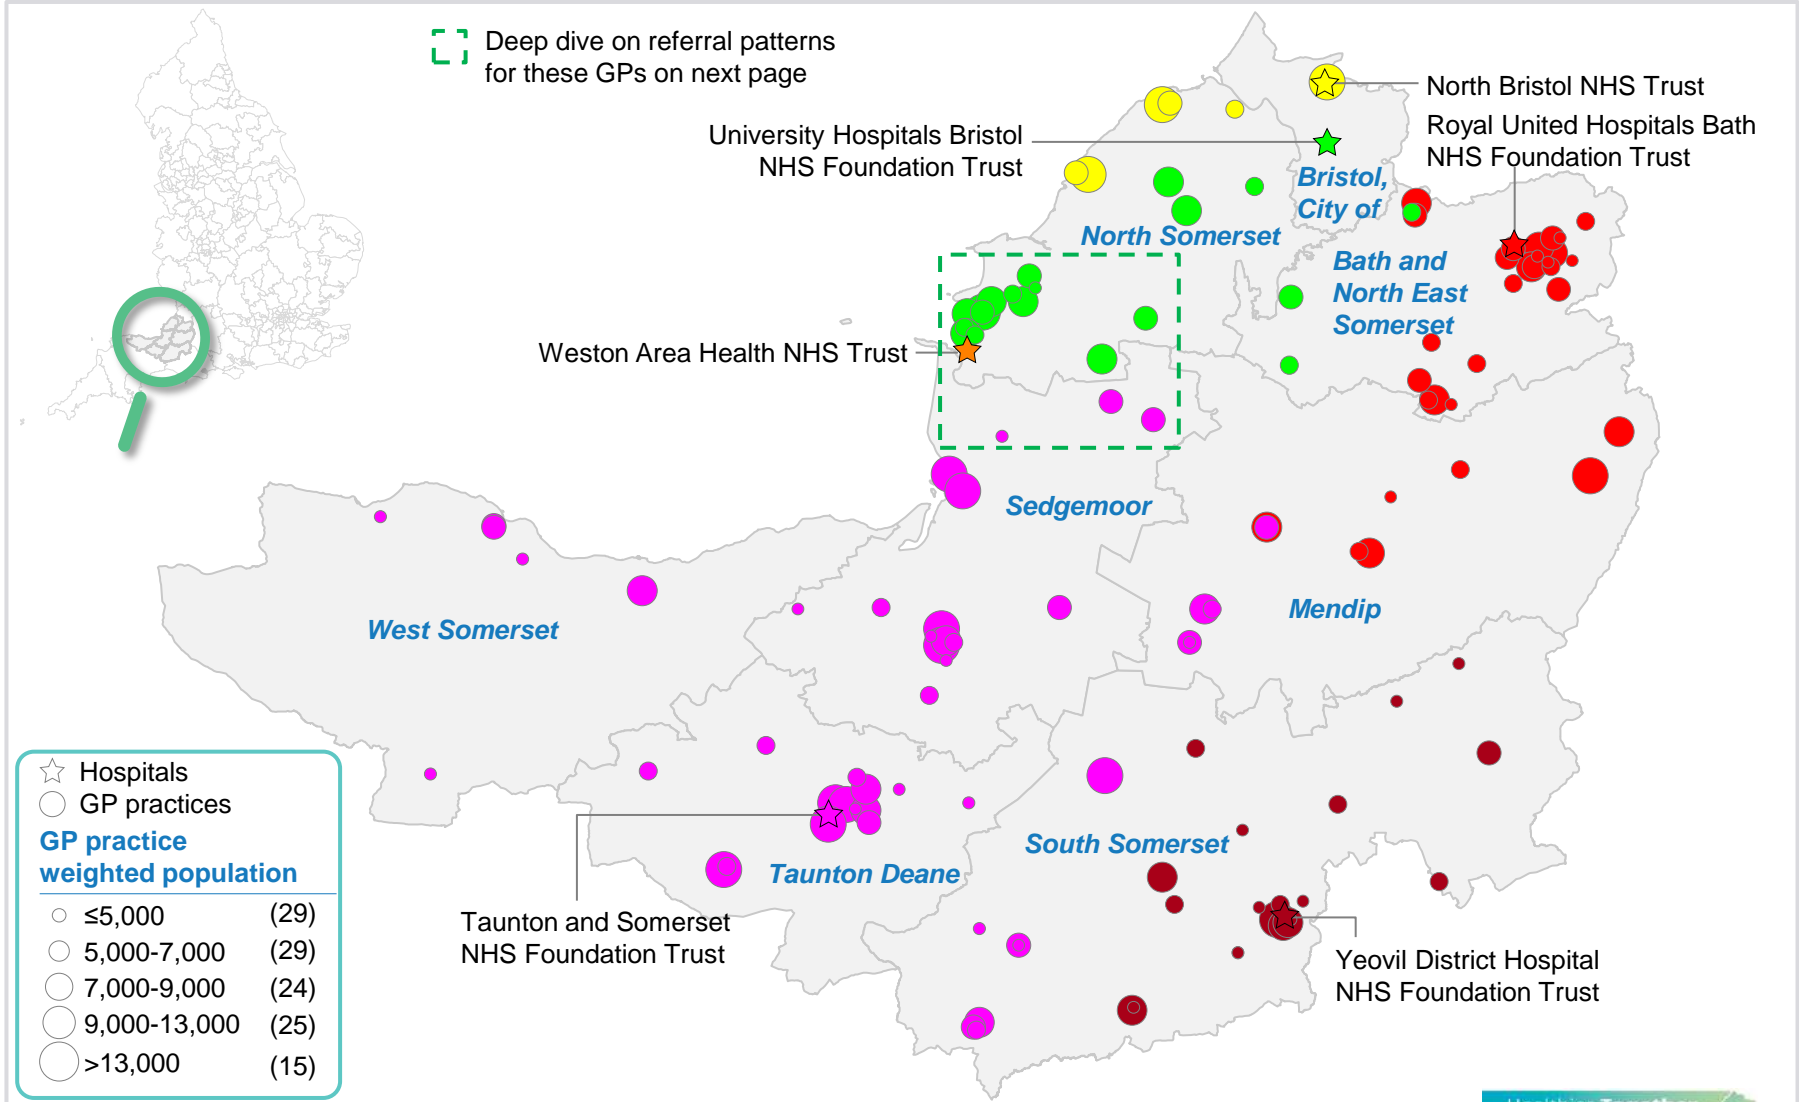 Deep dive on referral patterns
for these GPs on next page
North Bristol NHS Trust
University Hospitals Bristol
NHS Foundation Trust
Royal United Hospitals Bath
NHS Foundation Trust
Bristol,
City of
North Somerset
Bath and
North East
Somerset
Weston Area Health NHS Trust
Sedgemoor
West Somerset
Mendip
Hospitals
GP practices
GP practice
weighted population
≤5,000 (29)
5,000-7,000 (29)
7,000-9,000 (24)
9,000-13,000 (25)
>13,000 (15)
South Somerset
Taunton Deane
Taunton and Somerset
NHS Foundation Trust
Yeovil District Hospital
NHS Foundation Trust